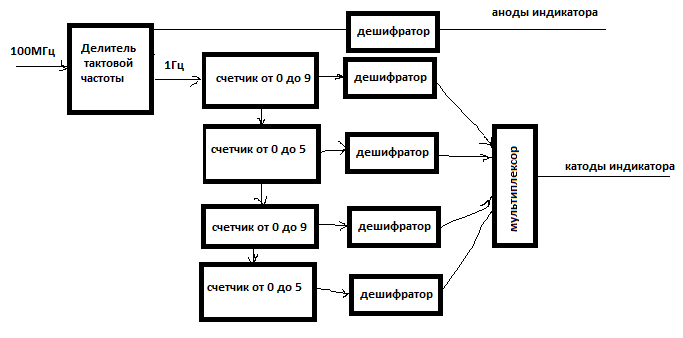 аноды индикатора
дешифратор
100МГц
Делитель
тактовой
частоты
1Гц
счетчик от 0 до 9
дешифратор
счетчик от 0 до 5
дешифратор
мультиплексор
катоды индикатора
счетчик от 0 до 9
дешифратор
счетчик от 0 до 5
дешифратор